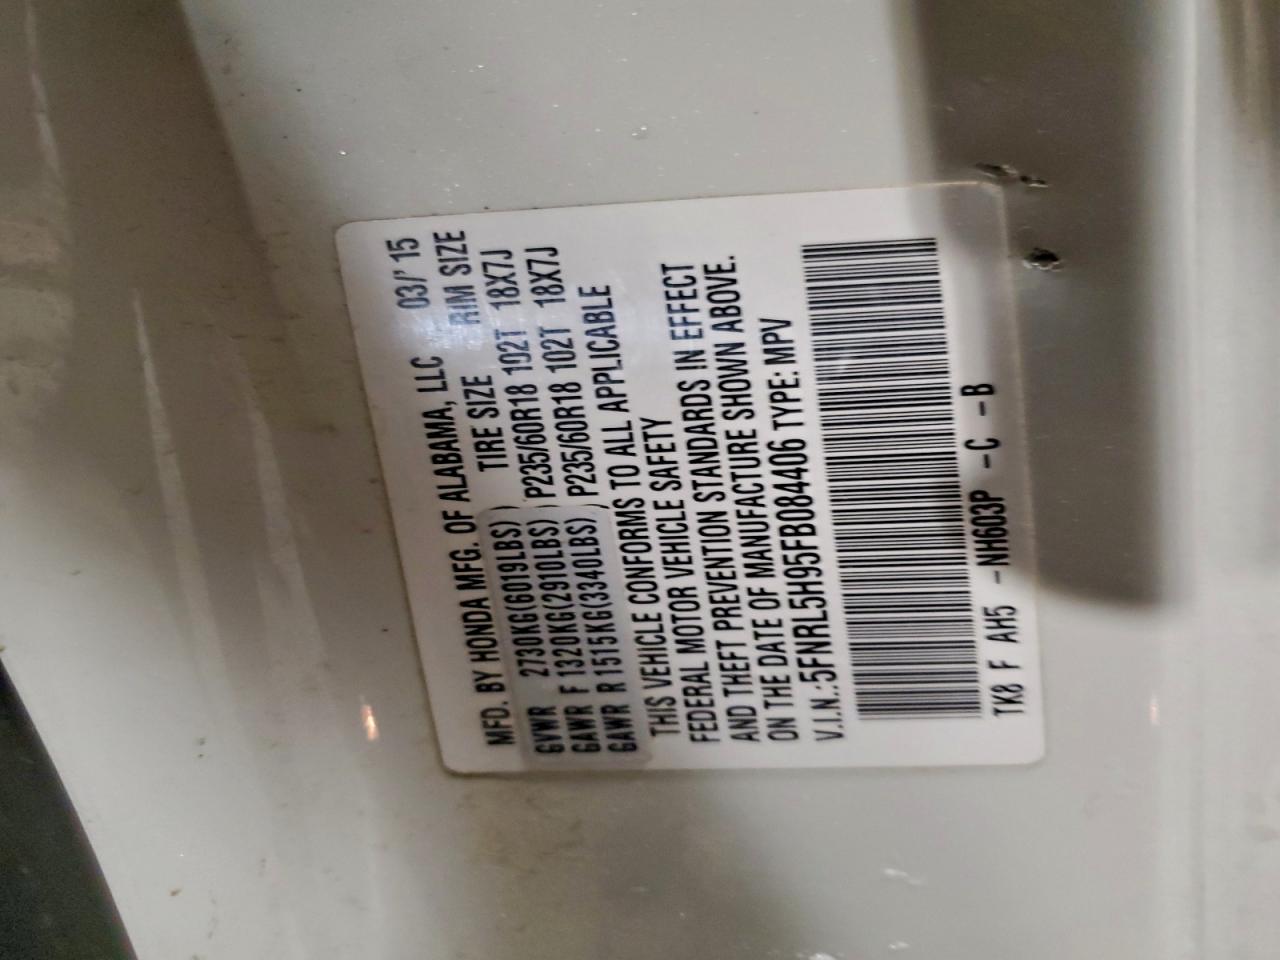 MFD. BY HONDA MFG. OF ALABAMA, LLC 03/'15
TIRE SIZE RIM SIZE
GVWR 2730KG(6019LBS)
GAWR F 1320KG(2910LBS) P235/60R18 102T 18X7J
GAWR R 1515KG(3340LBS) P235/60R18 102T 18X7J
THIS VEHICLE CONFORMS TO ALL APPLICABLE
FEDERAL MOTOR VEHICLE SAFETY
AND THEFT PREVENTION STANDARDS IN EFFECT
ON THE DATE OF MANUFACTURE SHOWN ABOVE.
V.I.N.:5FNRL5H95FB084406 TYPE: MPV
TK8 F AH5 -NH603P -C -B